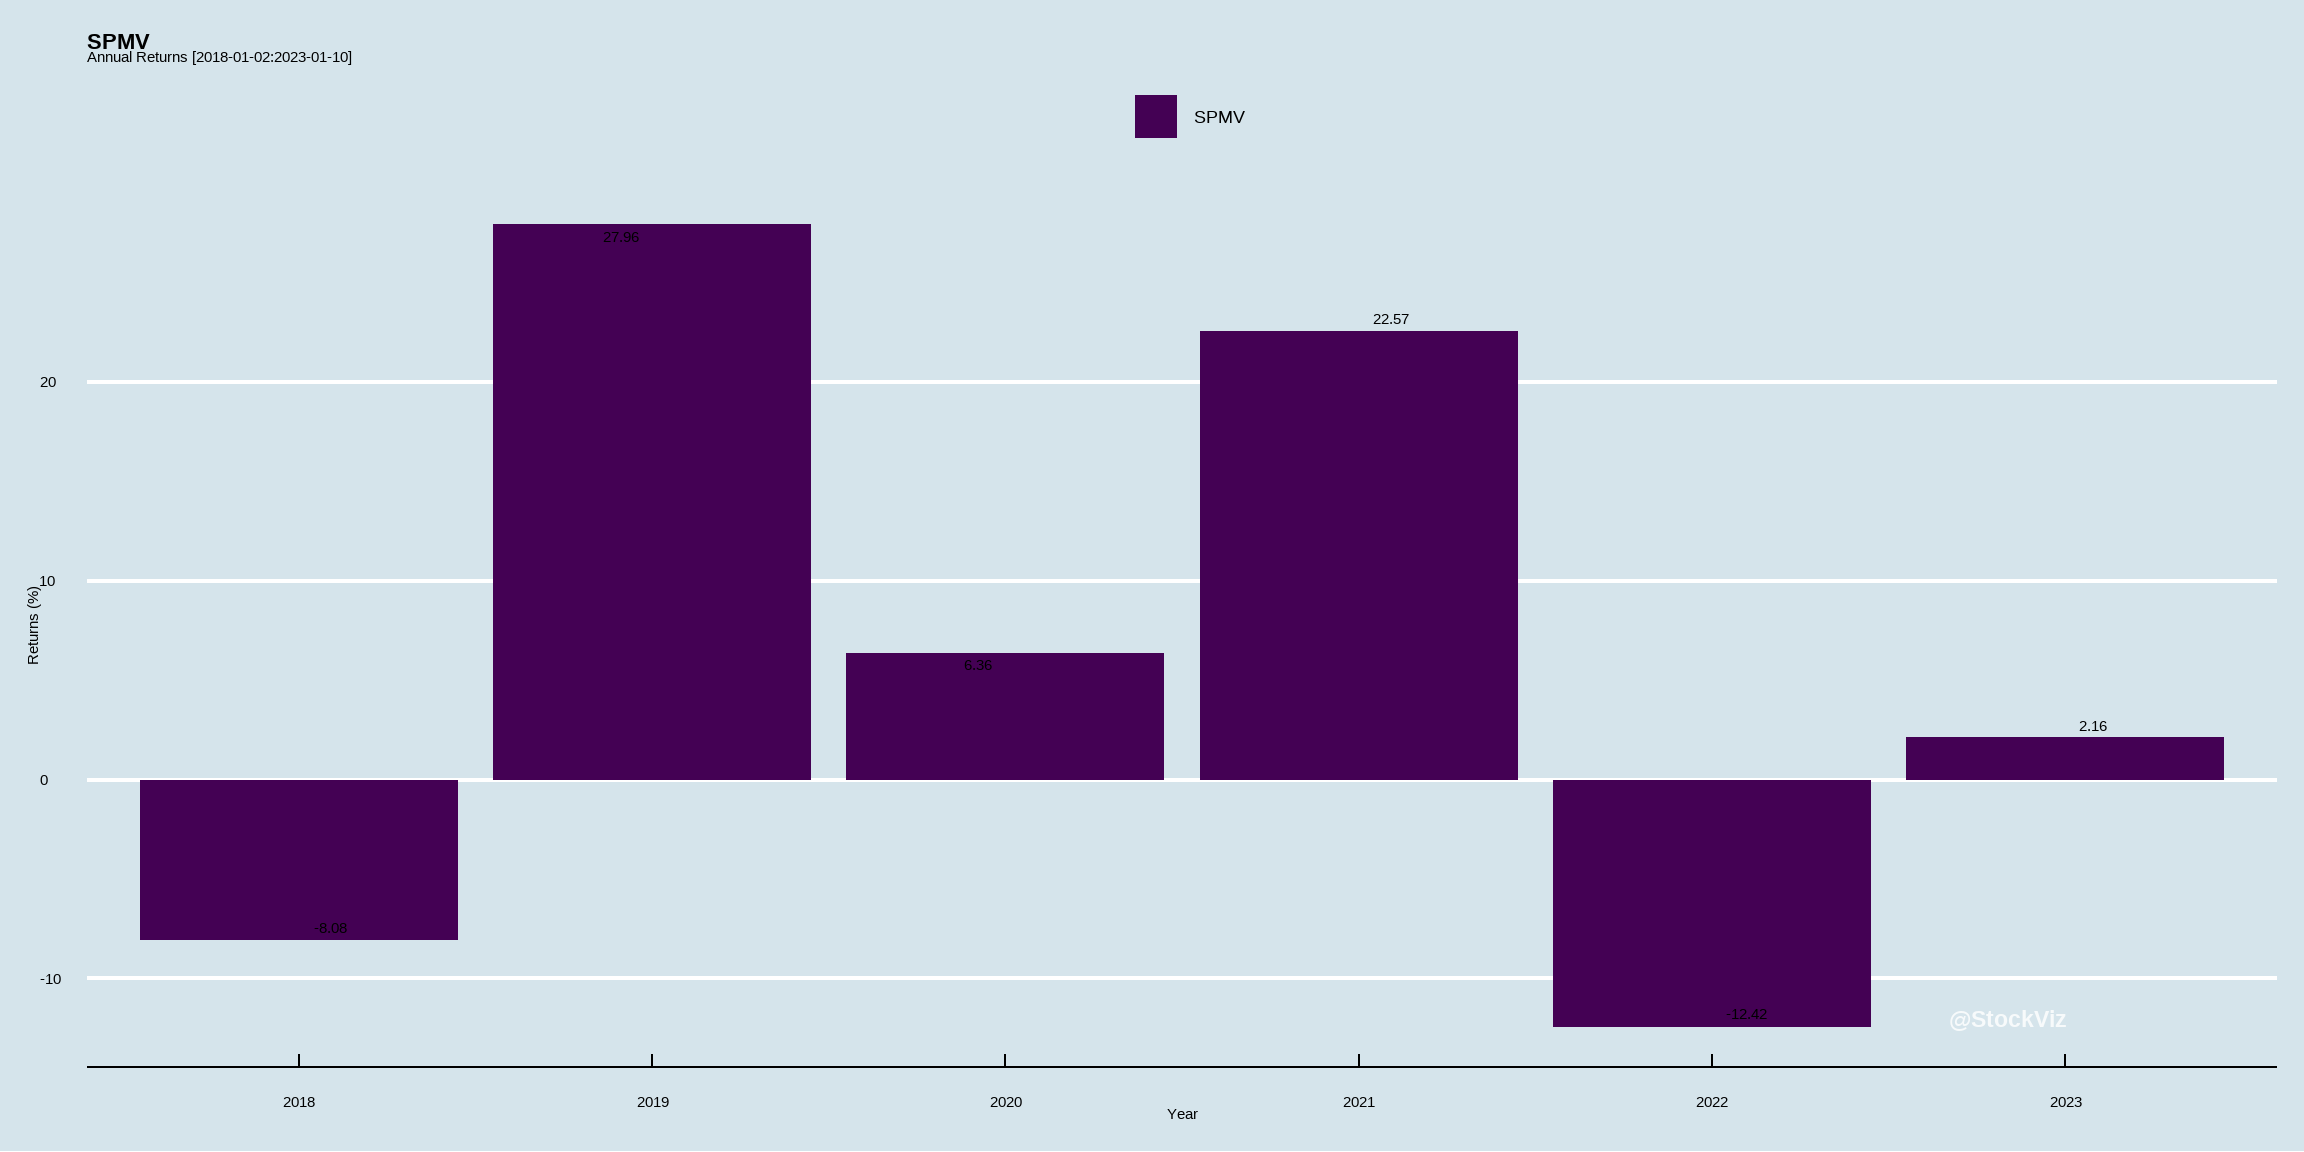 SPMV
Annual Returns [2018-01-02:2023-01-10]
SPMV
27.96
22.57
20
10
Returns (%)
6.36
2.16
0
-8.08
-10
-12.42
@StockViz
2018
2019
2020
2021
2022
2023
Year